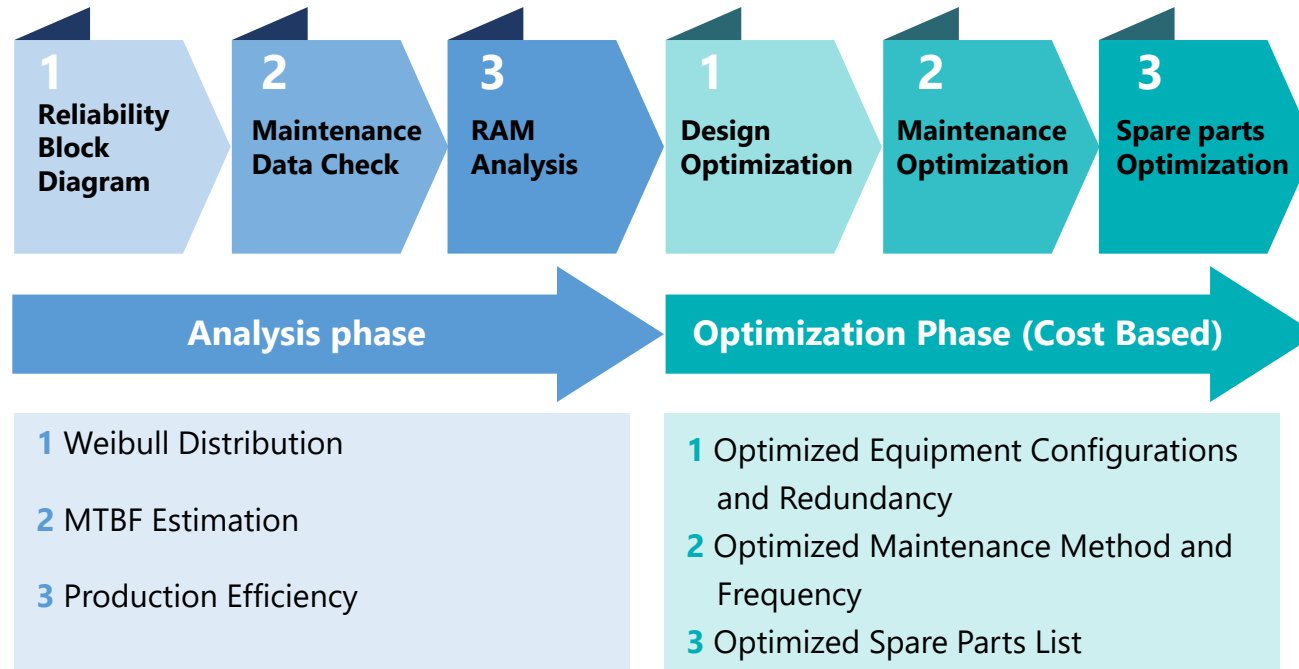 1
Reliability
Block
Diagram
2
Maintenance
Data Check
3
RAM
Analysis
1
Design
Optimization
2
Maintenance
Optimization
3
Spare parts
Optimization
Analysis phase
Optimization Phase (Cost Based)
1 Weibull Distribution
2 MTBF Estimation
3 Production Efficiency
1 Optimized Equipment Configurations
and Redundancy
2 Optimized Maintenance Method and
Frequency
3 Optimized Spare Parts List